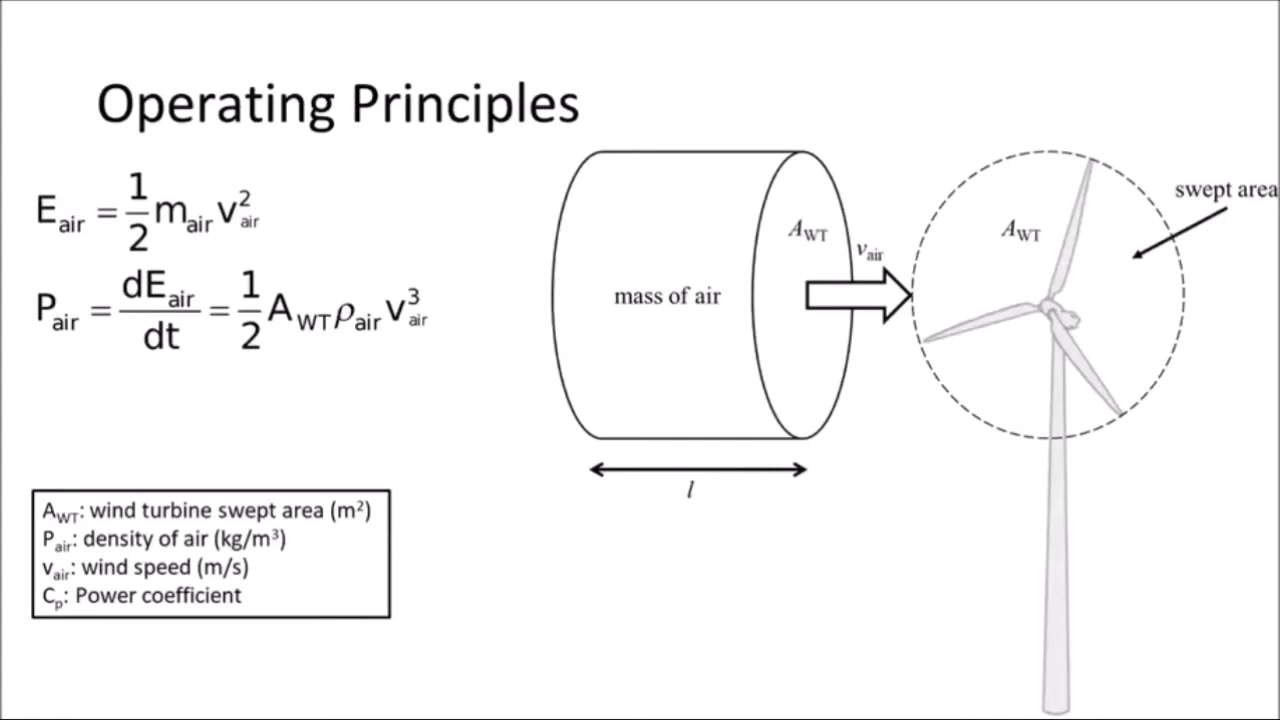 Operating Principles
E_air = 1/2 m_air v_air^2
P_air = dE_air/dt = 1/2 A_WT ρ_air v_air^3
mass of air
A_WT
v_air
A_WT
swept area
l
A_WT: wind turbine swept area (m²)
P_air: density of air (kg/m³)
v_air: wind speed (m/s)
C_p: Power coefficient